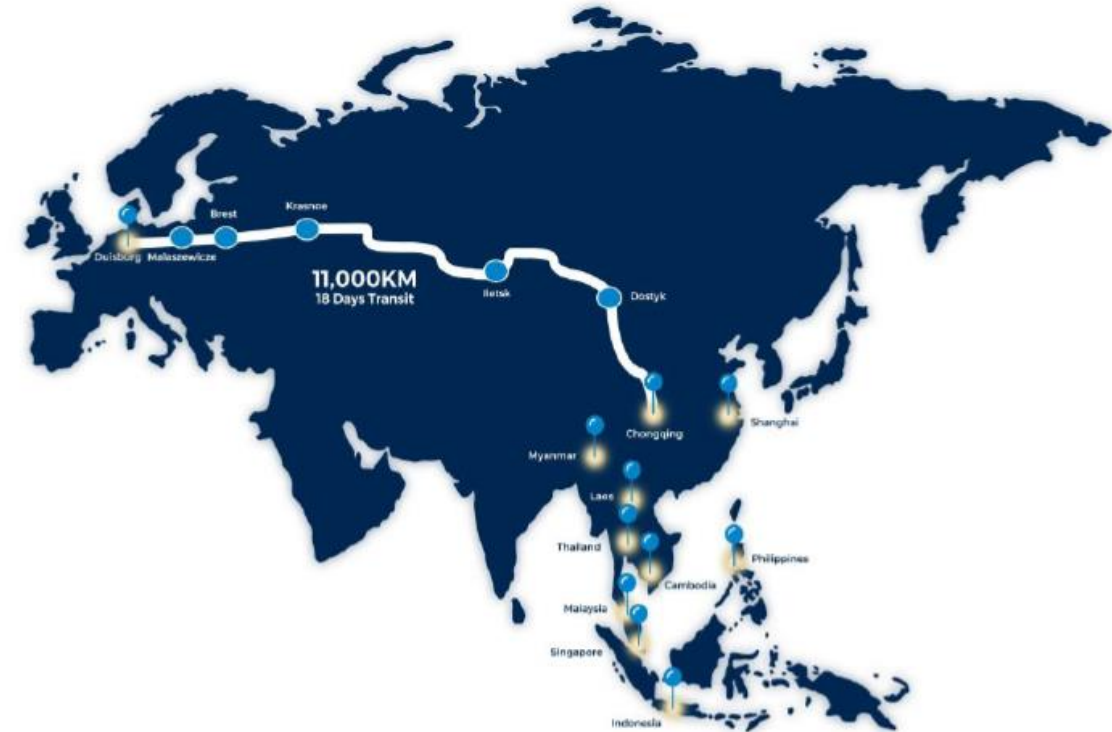 Krasnoe
Brest
Duisburg
Malaszewicze
11,000KM
18 Days Transit
Iletsk
Dostyk
Chongqing
Shanghai
Myanmar
Laos
Thailand
Philippines
Cambodia
Malaysia
Singapore
Indonesia